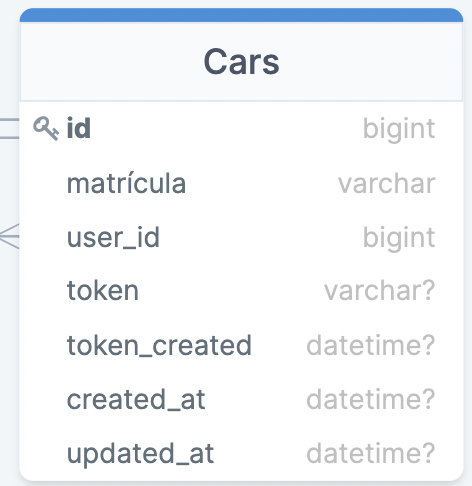 Cars
id bigint
matrícula varchar
user_id bigint
token varchar?
token_created datetime?
created_at datetime?
updated_at datetime?